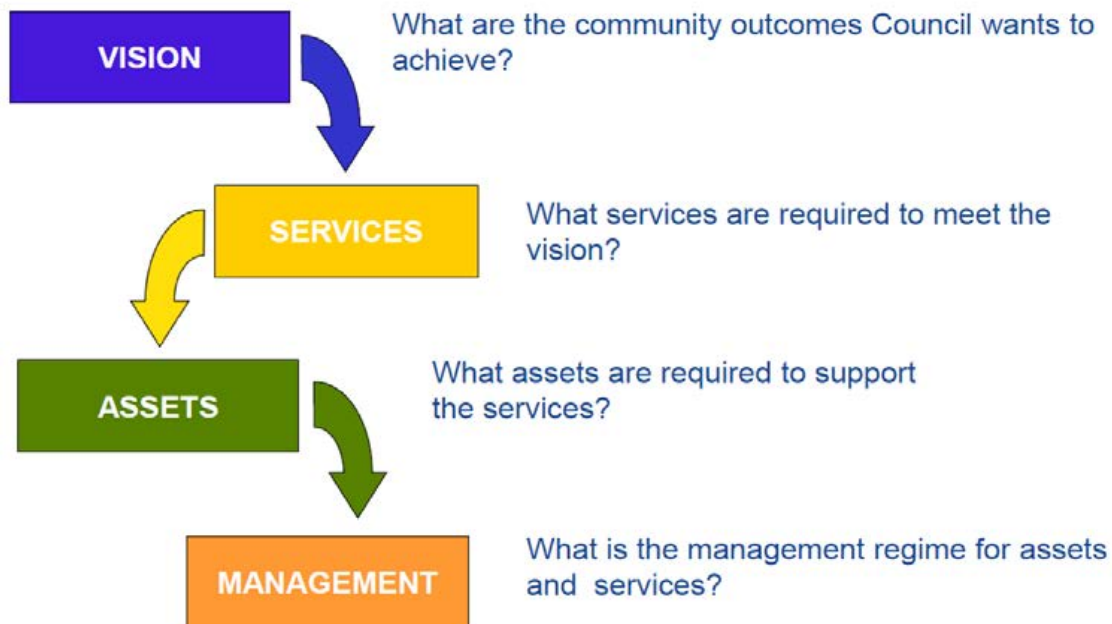 VISION
What are the community outcomes Council wants to
achieve?
SERVICES
What services are required to meet the
vision?
ASSETS
What assets are required to support
the services?
MANAGEMENT
What is the management regime for assets
and services?